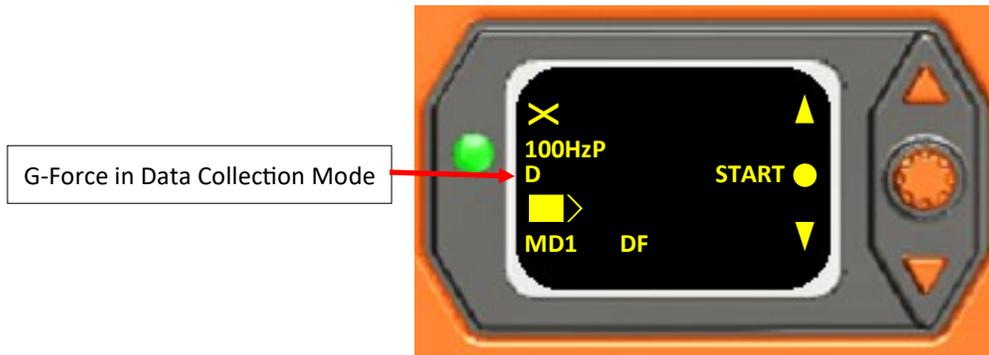 G-Force in Data Collection Mode
100HzP
D
START
MD1 DF